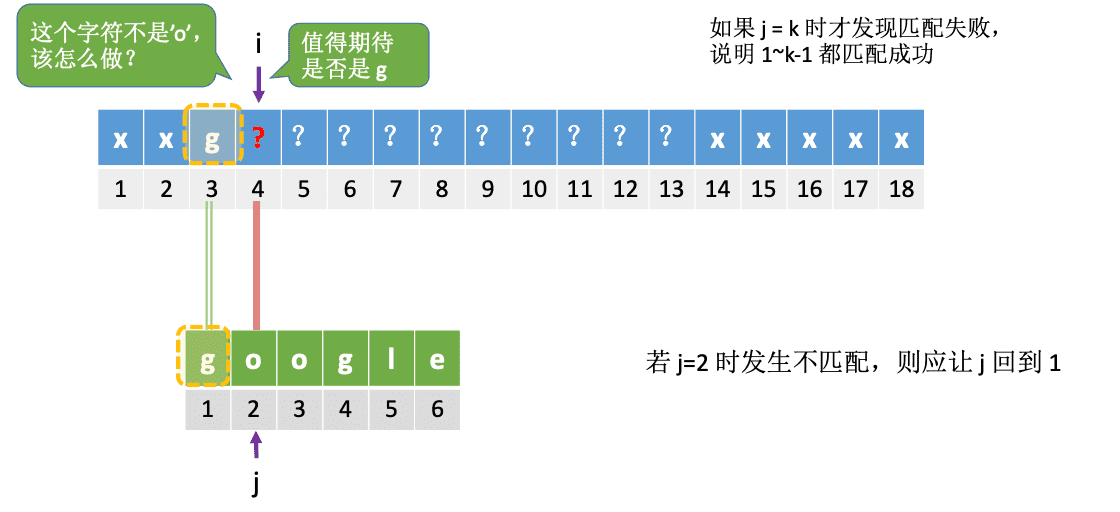 这个字符不是'o'，
该怎么做？
i
值得期待
是否是 g
如果 j = k 时才发现匹配失败，
说明 1~k-1 都匹配成功
x x g ? ? ? ? ? ? ? ? ? ? x x x x x
1 2 3 4 5 6 7 8 9 10 11 12 13 14 15 16 17 18
g o o g l e
1 2 3 4 5 6
若 j=2 时发生不匹配，则应让 j 回到 1
j